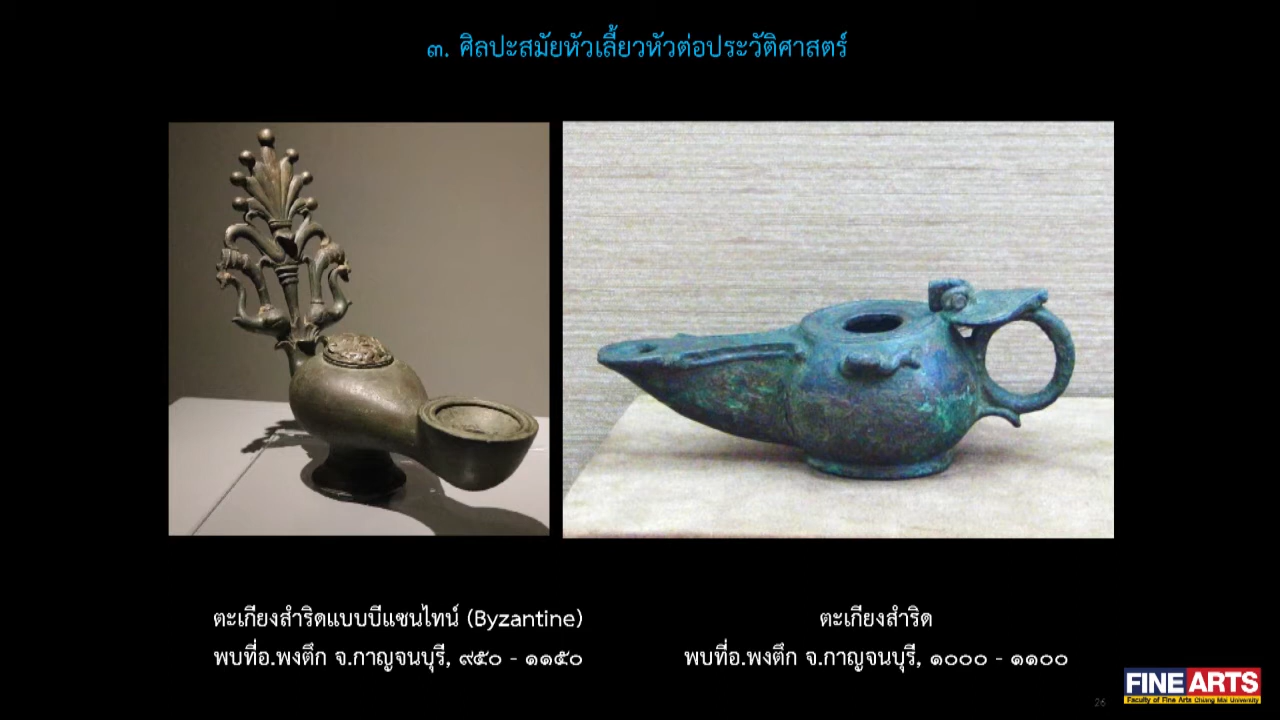 ๓. ศิลปะสมัยหัวเลี้ยวหัวต่อประวัติศาสตร์
ตะเกียงสำริดแบบบีแซนไทน์ (Byzantine)
พบที่อ.พงตึก จ.กาญจนบุรี, ๙๕๐ - ๑๑๕๐
ตะเกียงสำริด
พบที่อ.พงตึก จ.กาญจนบุรี, ๑๐๐๐ - ๑๑๐๐
26
FINE ARTS
Faculty of Fine Arts Chiang Mai University